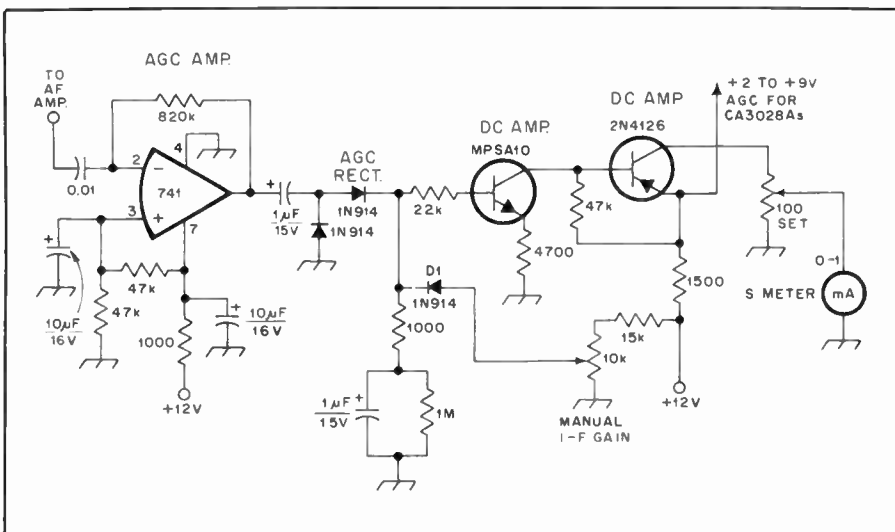 AGC AMP.
TO
AF
AMP.
820k
0.01
2
-
4
741
3
+
7
+
10µF
16V
47k
47k
1000
+
10µF
16V
+12V
+
1µF
15V
AGC
RECT.
1N914
1N914
22k
D1
1N914
1000
1µF
15V
+
1M
DC AMP.
MPSA10
4700
47k
DC AMP
2N4126
+2 TO +9V
AGC FOR
CA3028As
100
SET
0-1
mA
S METER
1500
15k
10k
MANUAL
I-F GAIN
+12V